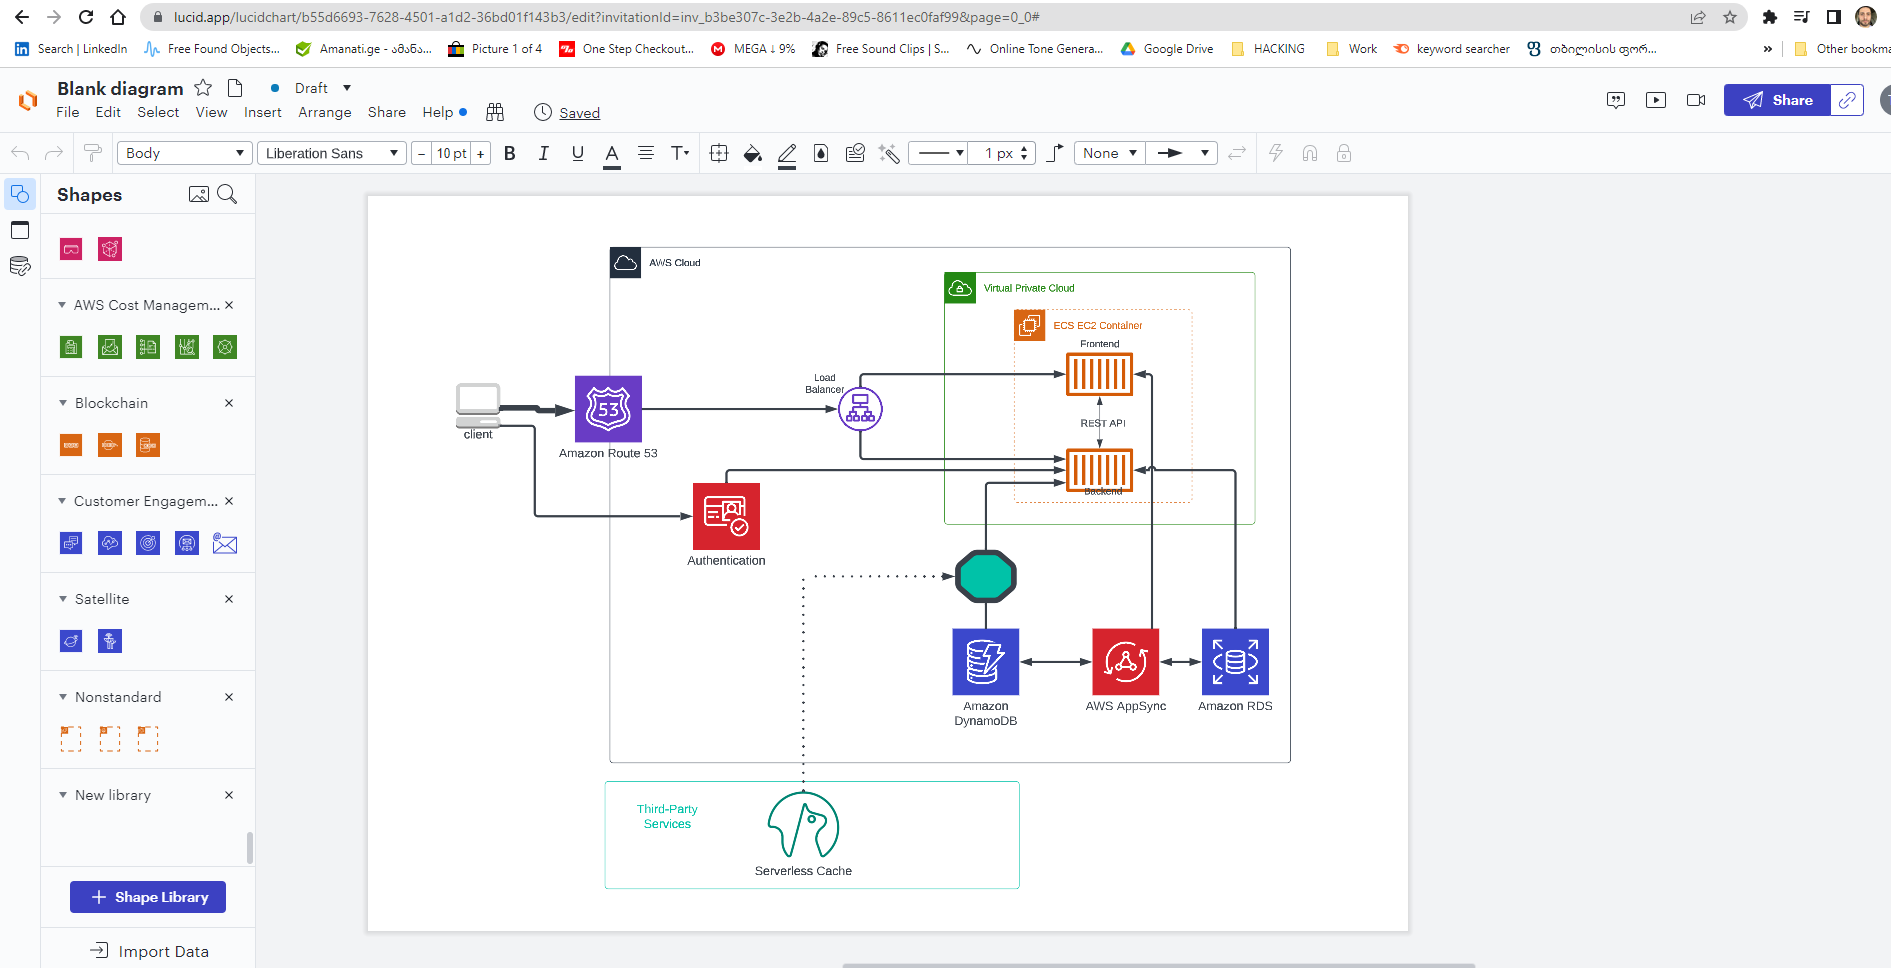 lucid.app/lucidchart/b55d6693-7628-4501-a1d2-36bd01f143b3/edit?invitationId=inv_b3be307c-3e2b-4a2e-89c5-8611ec0faf99&page=0_0#
Search | LinkedIn
Free Found Objects...
Amanati.ge - ამანა...
Picture 1 of 4
One Step Checkout...
MEGA ↓ 9%
Free Sound Clips | S...
Online Tone Genera...
Google Drive
HACKING
Work
keyword searcher
თბილისის ფორ...
»
Other bookma
Blank diagram
Draft
File
Edit
Select
View
Insert
Arrange
Share
Help
Saved
Share
Body
Liberation Sans
– 10 pt +
B
I
U
A
T
1 px
None
Shapes
AWS Cost Managem...
Blockchain
Customer Engagem...
Satellite
Nonstandard
New library
+ Shape Library
Import Data
AWS Cloud
Virtual Private Cloud
ECS EC2 Container
Frontend
Load
Balancer
53
REST API
client
Amazon Route 53
Backend
Authentication
Amazon
DynamoDB
AWS AppSync
Amazon RDS
Third-Party
Services
Serverless Cache